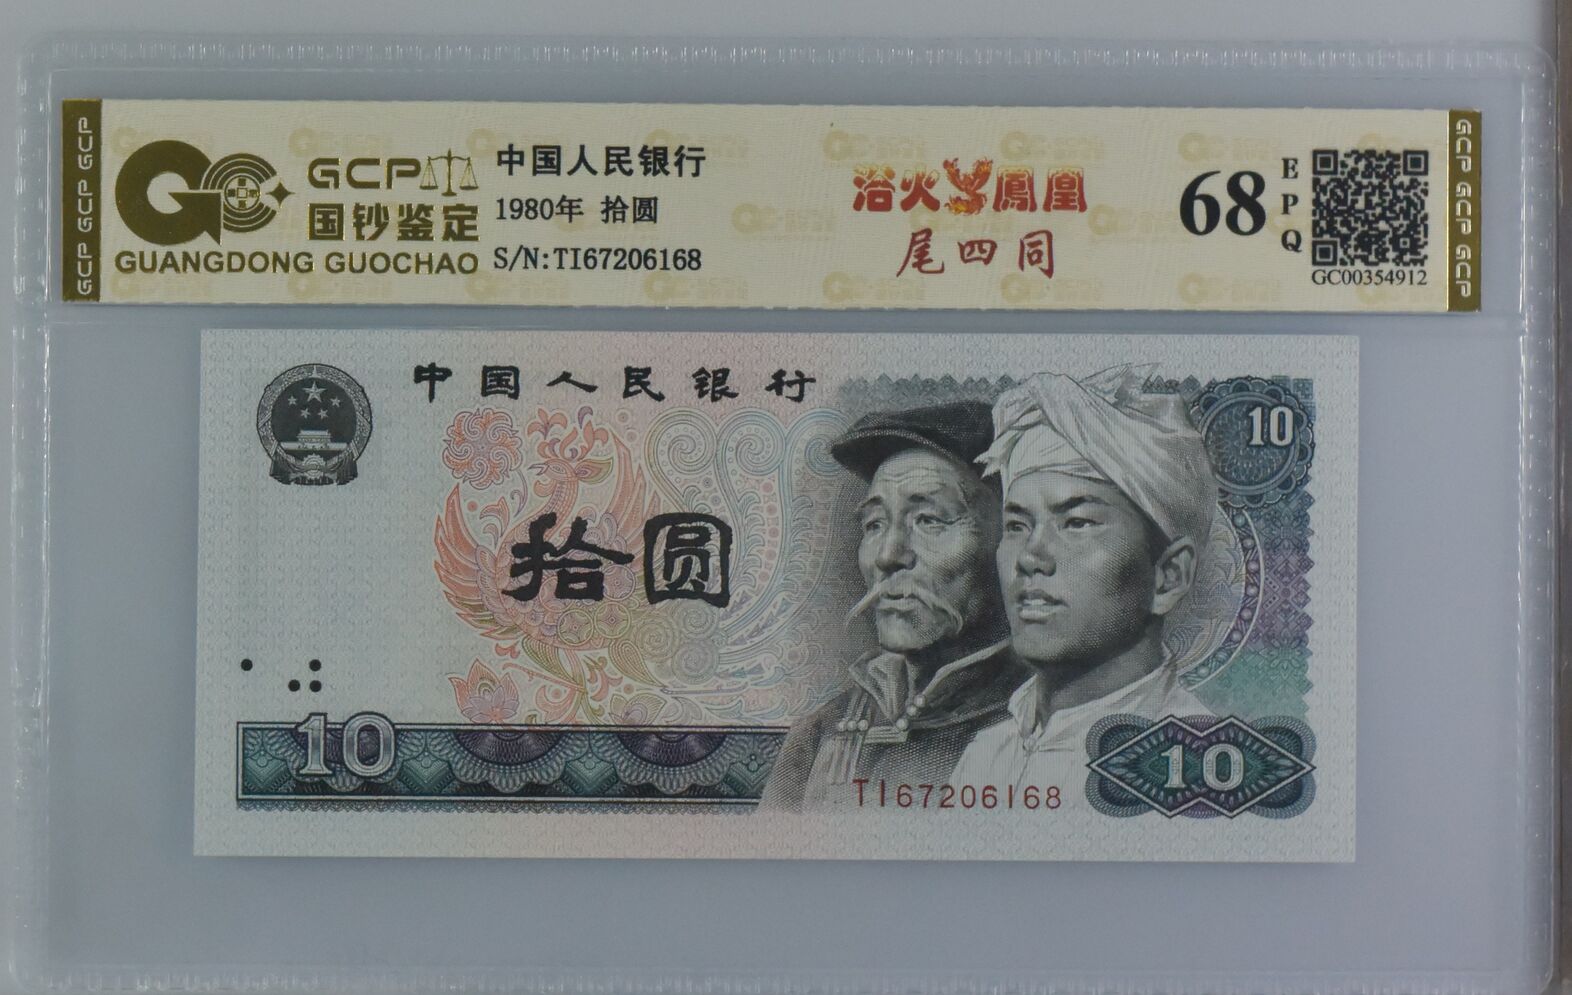 GCP GCP GCP
GCP
国钞鉴定
GUANGDONG GUOCHAO
中国人民银行
1980年 拾圆
S/N:TI67206168
浴火鳳凰
尾四同
68
EPQ
GC00354912
GCP GCP GCP
中国人民银行
10
拾圆
10
10
TI67206168